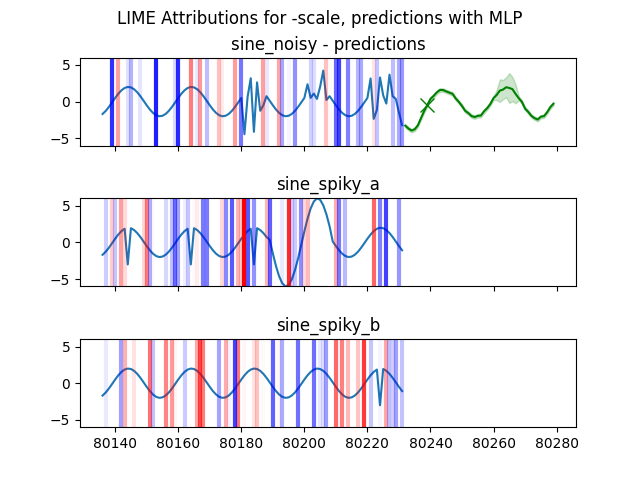 LIME Attributions for -scale, predictions with MLP
sine_noisy - predictions
5
0
−5
sine_spiky_a
5
0
−5
sine_spiky_b
5
0
−5
80140 80160 80180 80200 80220 80240 80260 80280